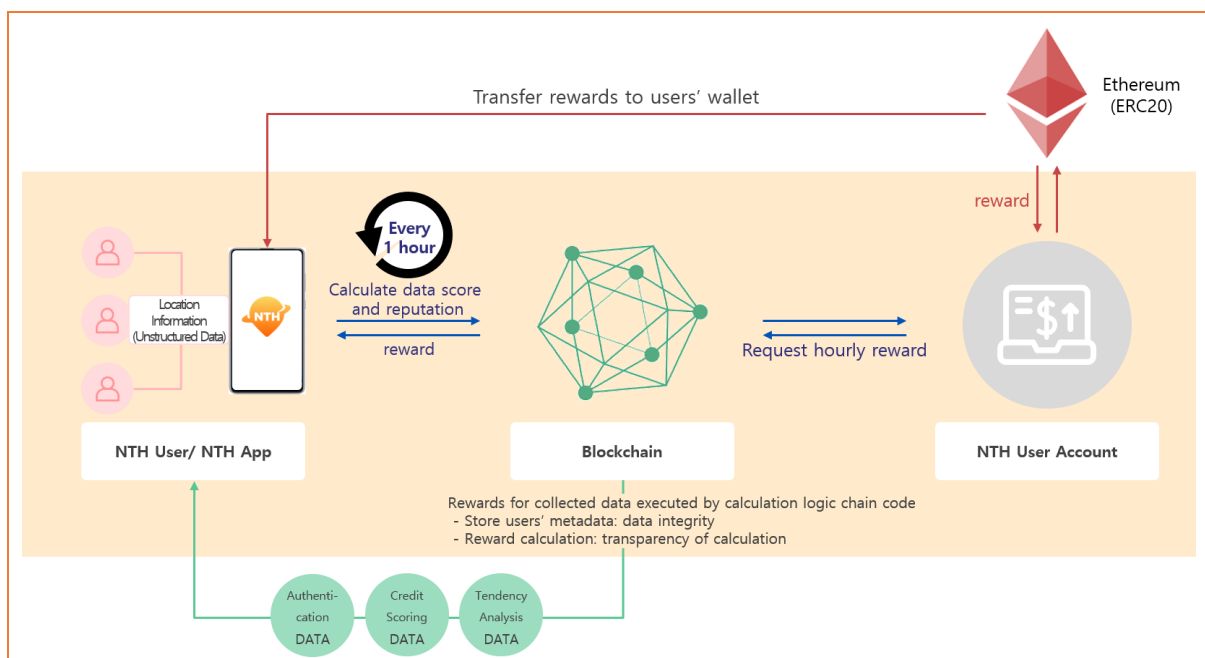 Transfer rewards to users' wallet
Ethereum
(ERC20)
reward
Every
1 hour
Location
Information
(Unstructured Data)
NTH
Calculate data score
and reputation
reward
Request hourly reward
NTH User/ NTH App
Blockchain
NTH User Account
Rewards for collected data executed by calculation logic chain code
- Store users' metadata: data integrity
- Reward calculation: transparency of calculation
Authenti-
cation
DATA
Credit
Scoring
DATA
Tendency
Analysis
DATA